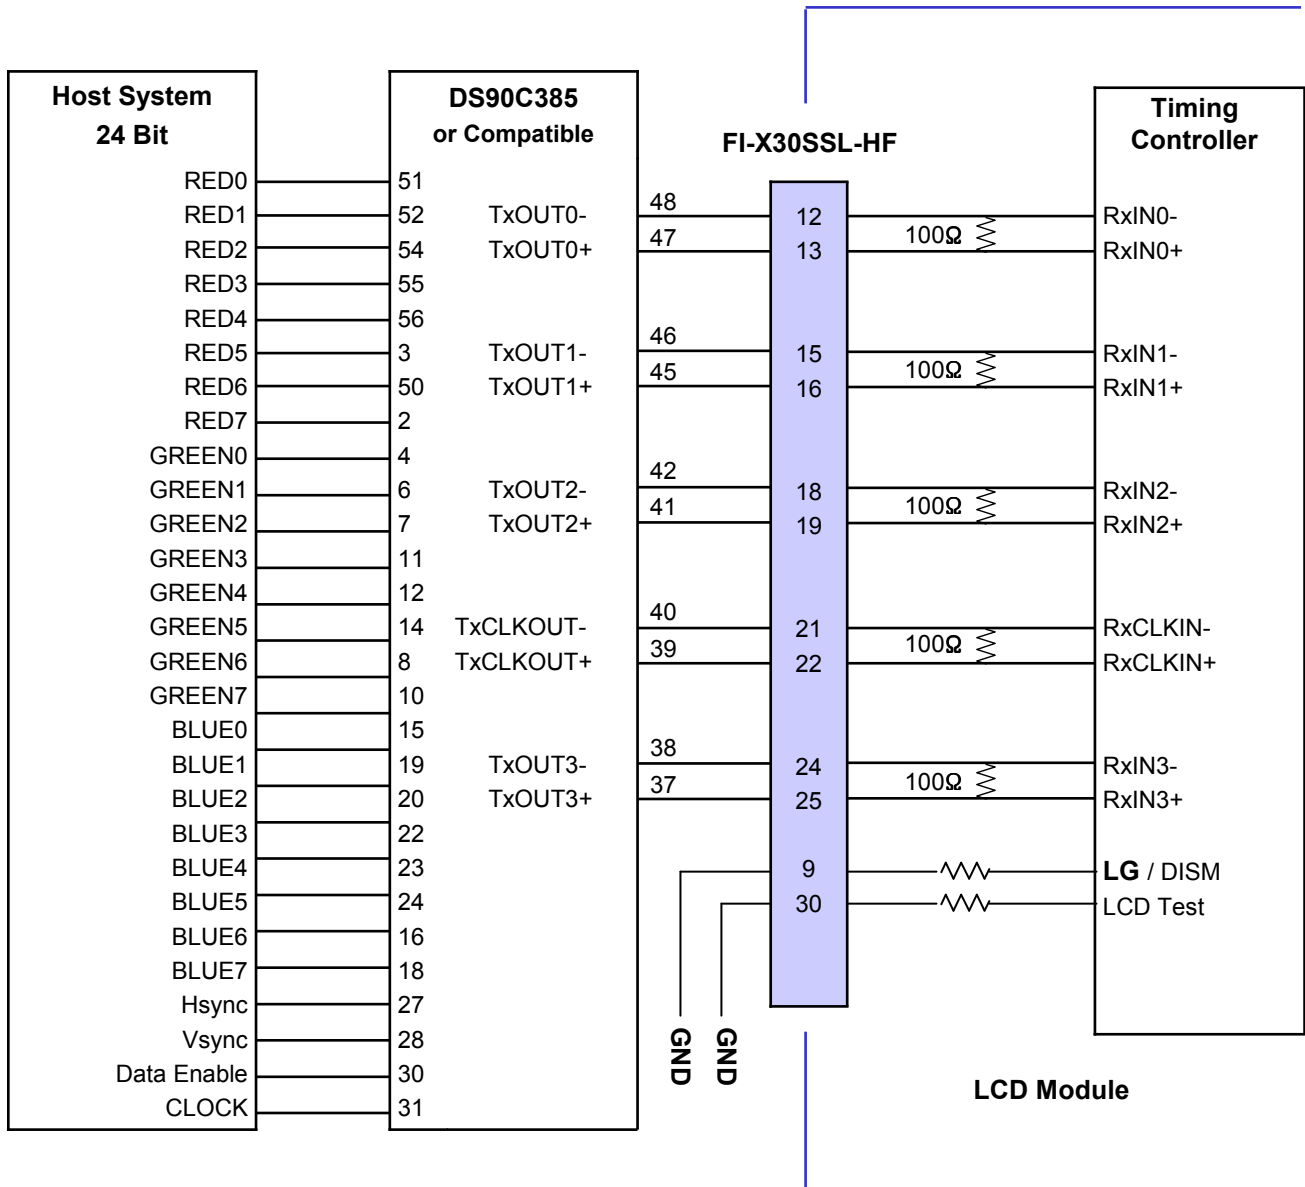 Host System
24 Bit
RED0
RED1
RED2
RED3
RED4
RED5
RED6
RED7
GREEN0
GREEN1
GREEN2
GREEN3
GREEN4
GREEN5
GREEN6
GREEN7
BLUE0
BLUE1
BLUE2
BLUE3
BLUE4
BLUE5
BLUE6
BLUE7
Hsync
Vsync
Data Enable
CLOCK
DS90C385
or Compatible
51
52
54
55
56
3
50
2
4
6
7
11
12
14
8
10
15
19
20
22
23
24
16
18
27
28
30
31
TxOUT0-
TxOUT0+
TxOUT1-
TxOUT1+
TxOUT2-
TxOUT2+
TxCLKOUT-
TxCLKOUT+
TxOUT3-
TxOUT3+
48
47
46
45
42
41
40
39
38
37
GND
GND
FI-X30SSL-HF
12
13
15
16
18
19
21
22
24
25
9
30
100Ω
100Ω
100Ω
100Ω
100Ω
Timing
Controller
RxIN0-
RxIN0+
RxIN1-
RxIN1+
RxIN2-
RxIN2+
RxCLKIN-
RxCLKIN+
RxIN3-
RxIN3+
LG / DISM
LCD Test
LCD Module